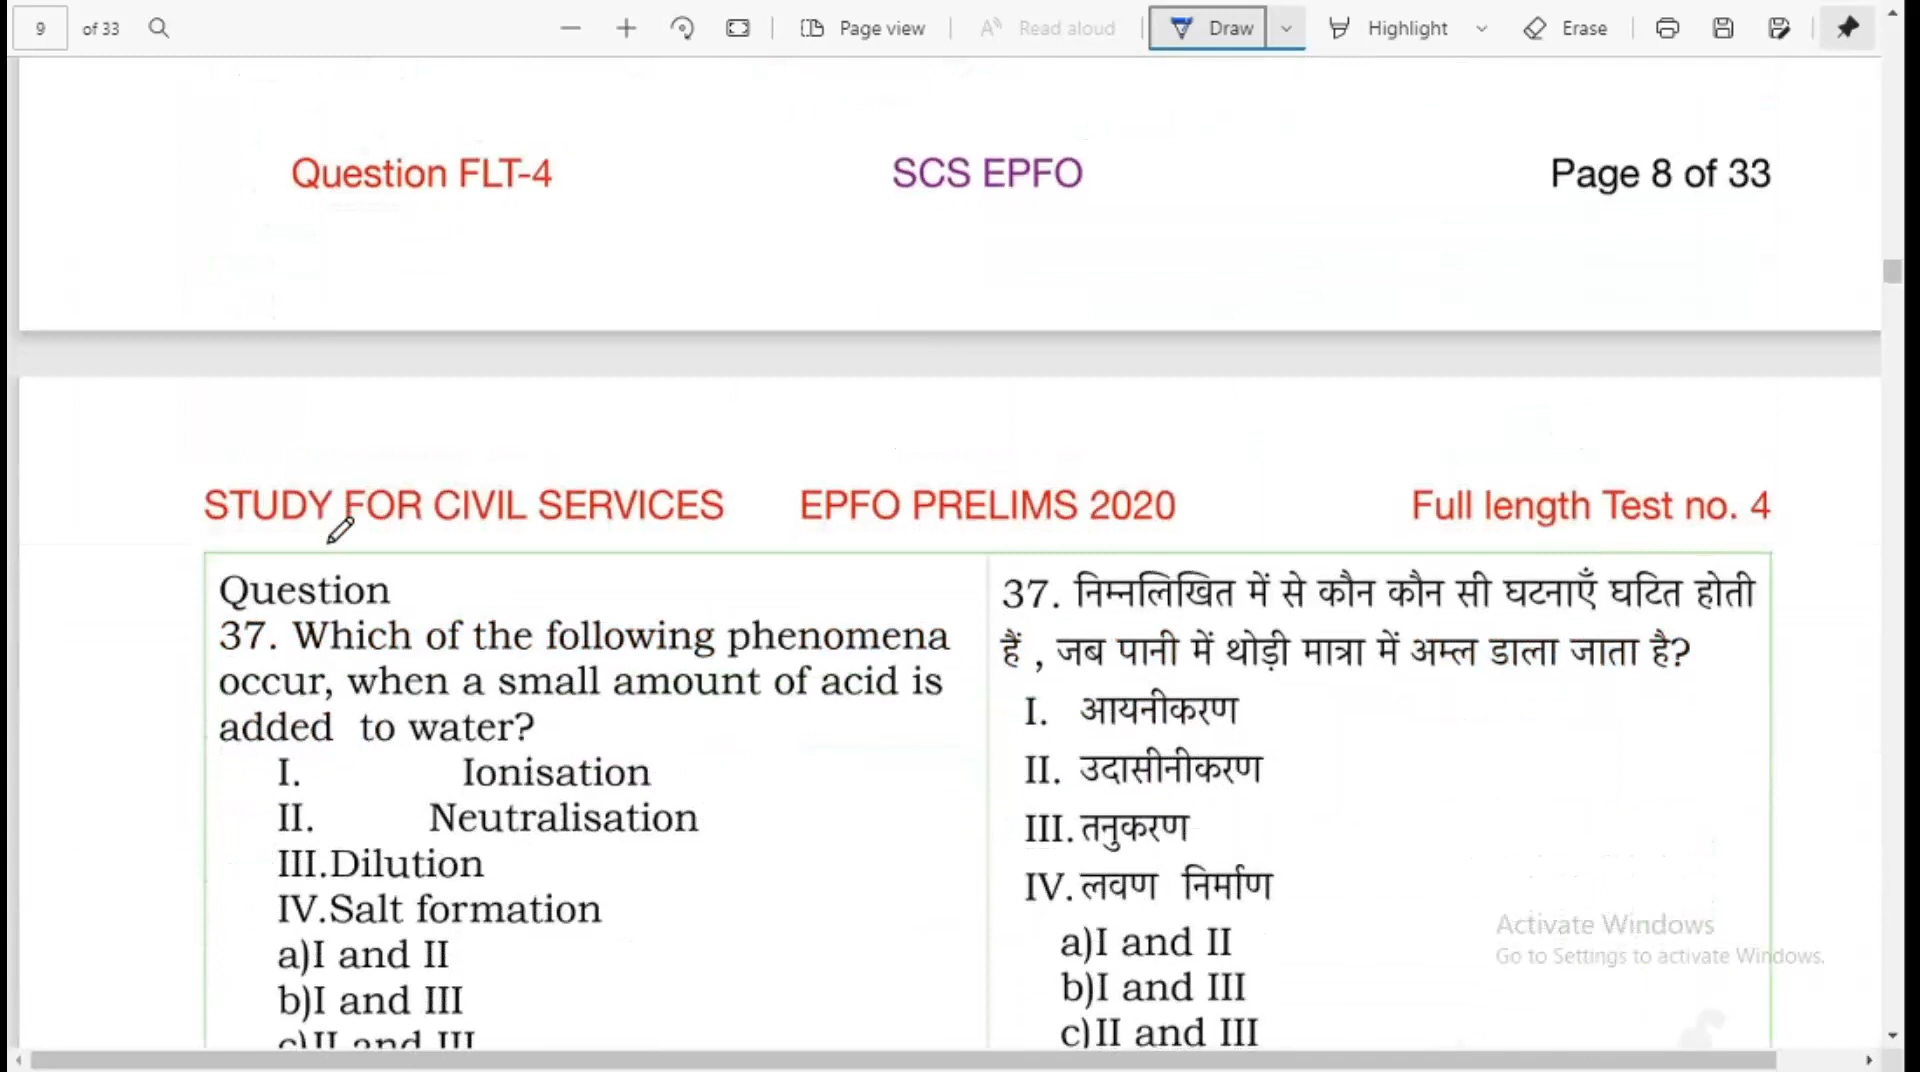 9 of 33 Page view Read aloud Draw Highlight Erase
Question FLT-4 SCS EPFO Page 8 of 33
STUDY FOR CIVIL SERVICES EPFO PRELIMS 2020 Full length Test no. 4
Question
37. Which of the following phenomena
occur, when a small amount of acid is
added to water?
I. Ionisation
II. Neutralisation
III.Dilution
IV.Salt formation
a)I and II
b)I and III
c)II and III
37. निम्नलिखित में से कौन कौन सी घटनाएँ घटित होती
हैं , जब पानी में थोड़ी मात्रा में अम्ल डाला जाता है?
I. आयनीकरण
II. उदासीनीकरण
III. तनुकरण
IV. लवण निर्माण
a)I and II
b)I and III
c)II and III
Activate Windows
Go to Settings to activate Windows.